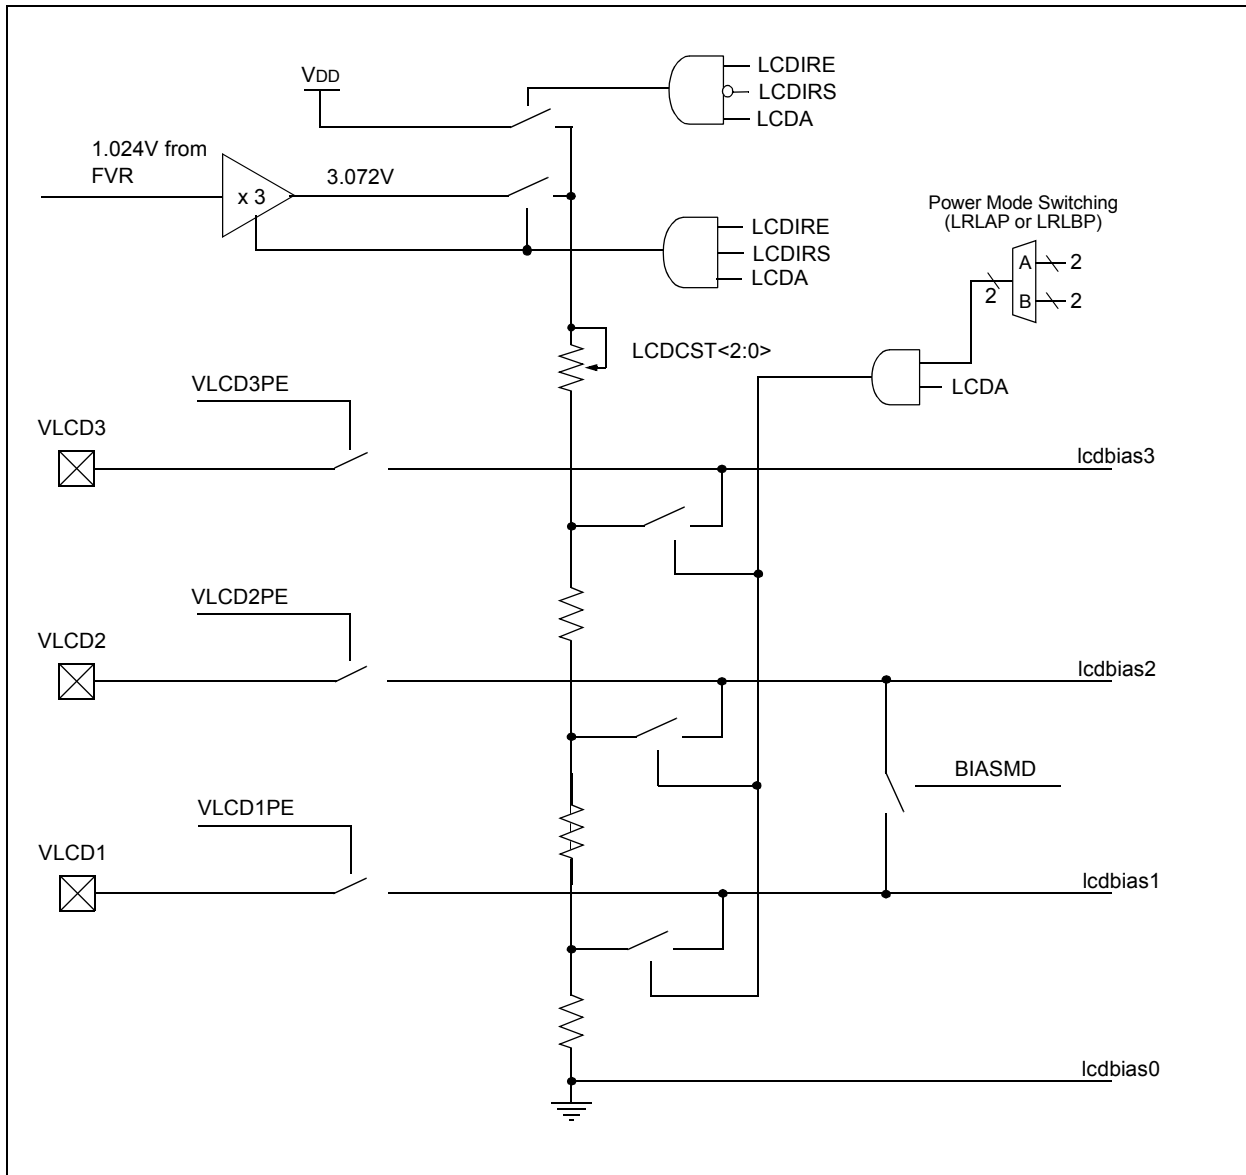 LCDIRE
VDD
LCDIRS
LCDA
1.024V from
FVR
x 3
3.072V
Power Mode Switching
(LRLAP or LRLBP)
LCDIRE
LCDIRS
LCDA
A
2
2
B
2
LCDCST<2:0>
LCDA
VLCD3PE
VLCD3
lcdbias3
VLCD2PE
VLCD2
lcdbias2
BIASMD
VLCD1PE
VLCD1
lcdbias1
lcdbias0